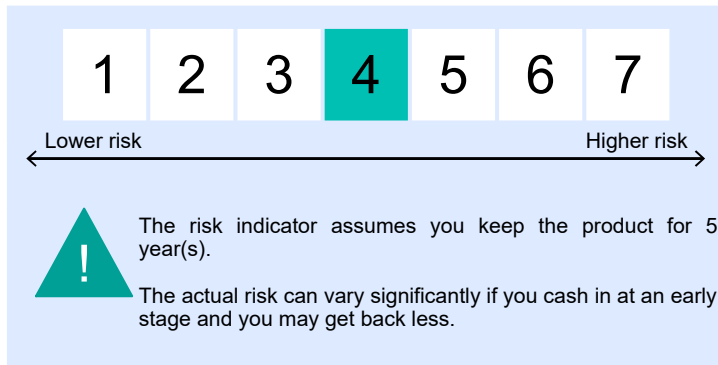 1 2 3 4 5 6 7
Lower risk Higher risk
The risk indicator assumes you keep the product for 5
year(s).
!
The actual risk can vary significantly if you cash in at an early
stage and you may get back less.